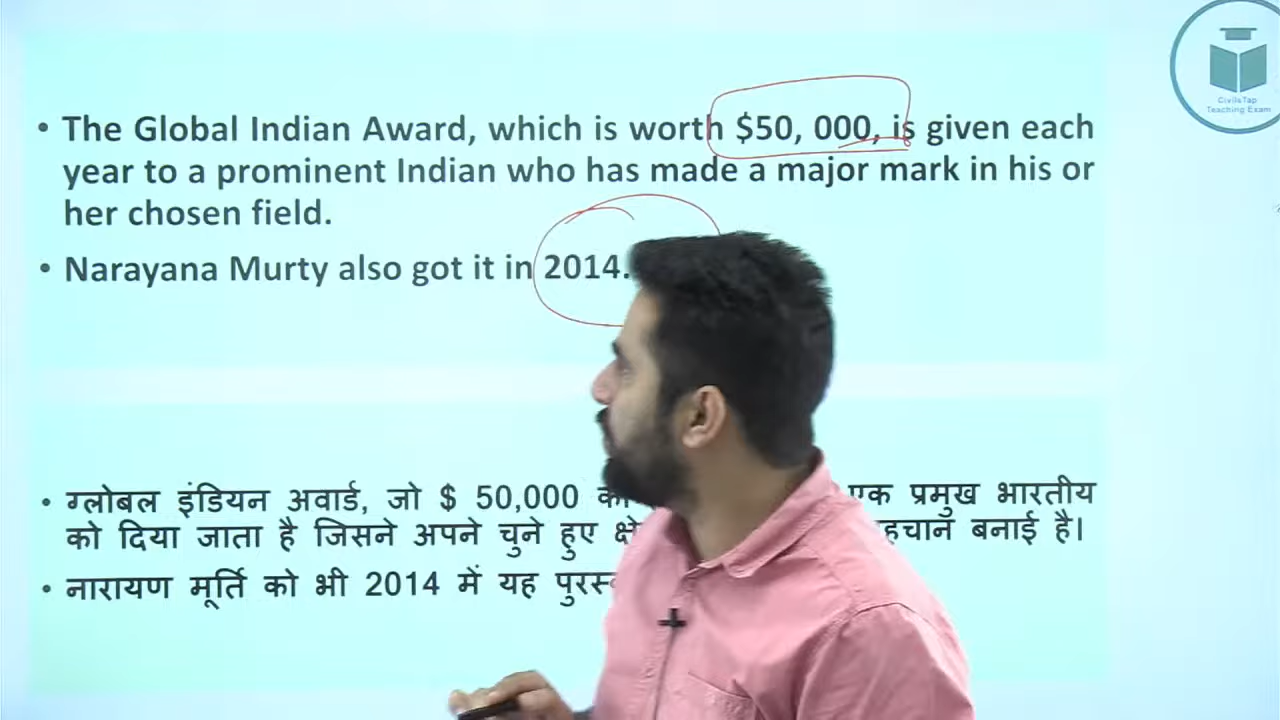 CivilsTap
Teaching Exam
• The Global Indian Award, which is worth $50, 000, is given each
year to a prominent Indian who has made a major mark in his or
her chosen field.
• Narayana Murty also got it in 2014.
• ग्लोबल इंडियन अवार्ड, जो $ 50,000 एक प्रमुख भारतीय
को दिया जाता है जिसने अपने चुने हुए बनाई है।
• नारायण मूर्ति को भी 2014 में यह